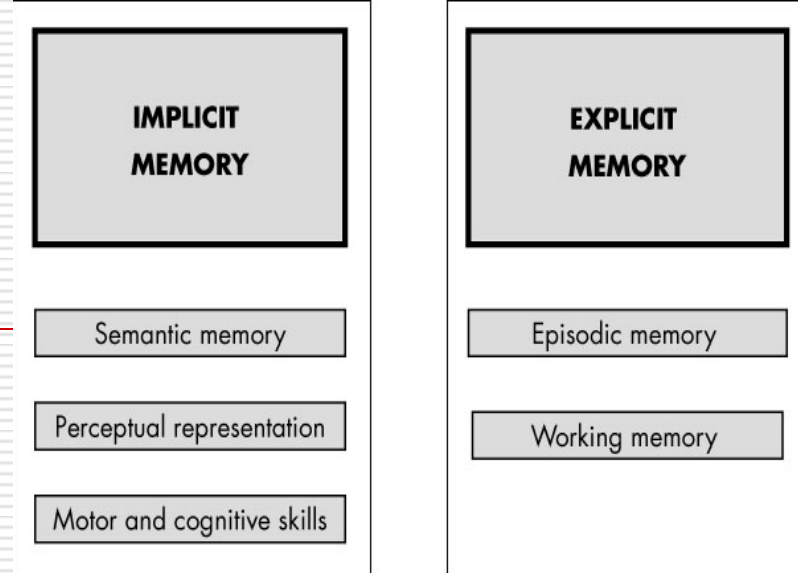 IMPLICIT
MEMORY
Semantic memory
Perceptual representation
Motor and cognitive skills
EXPLICIT
MEMORY
Episodic memory
Working memory